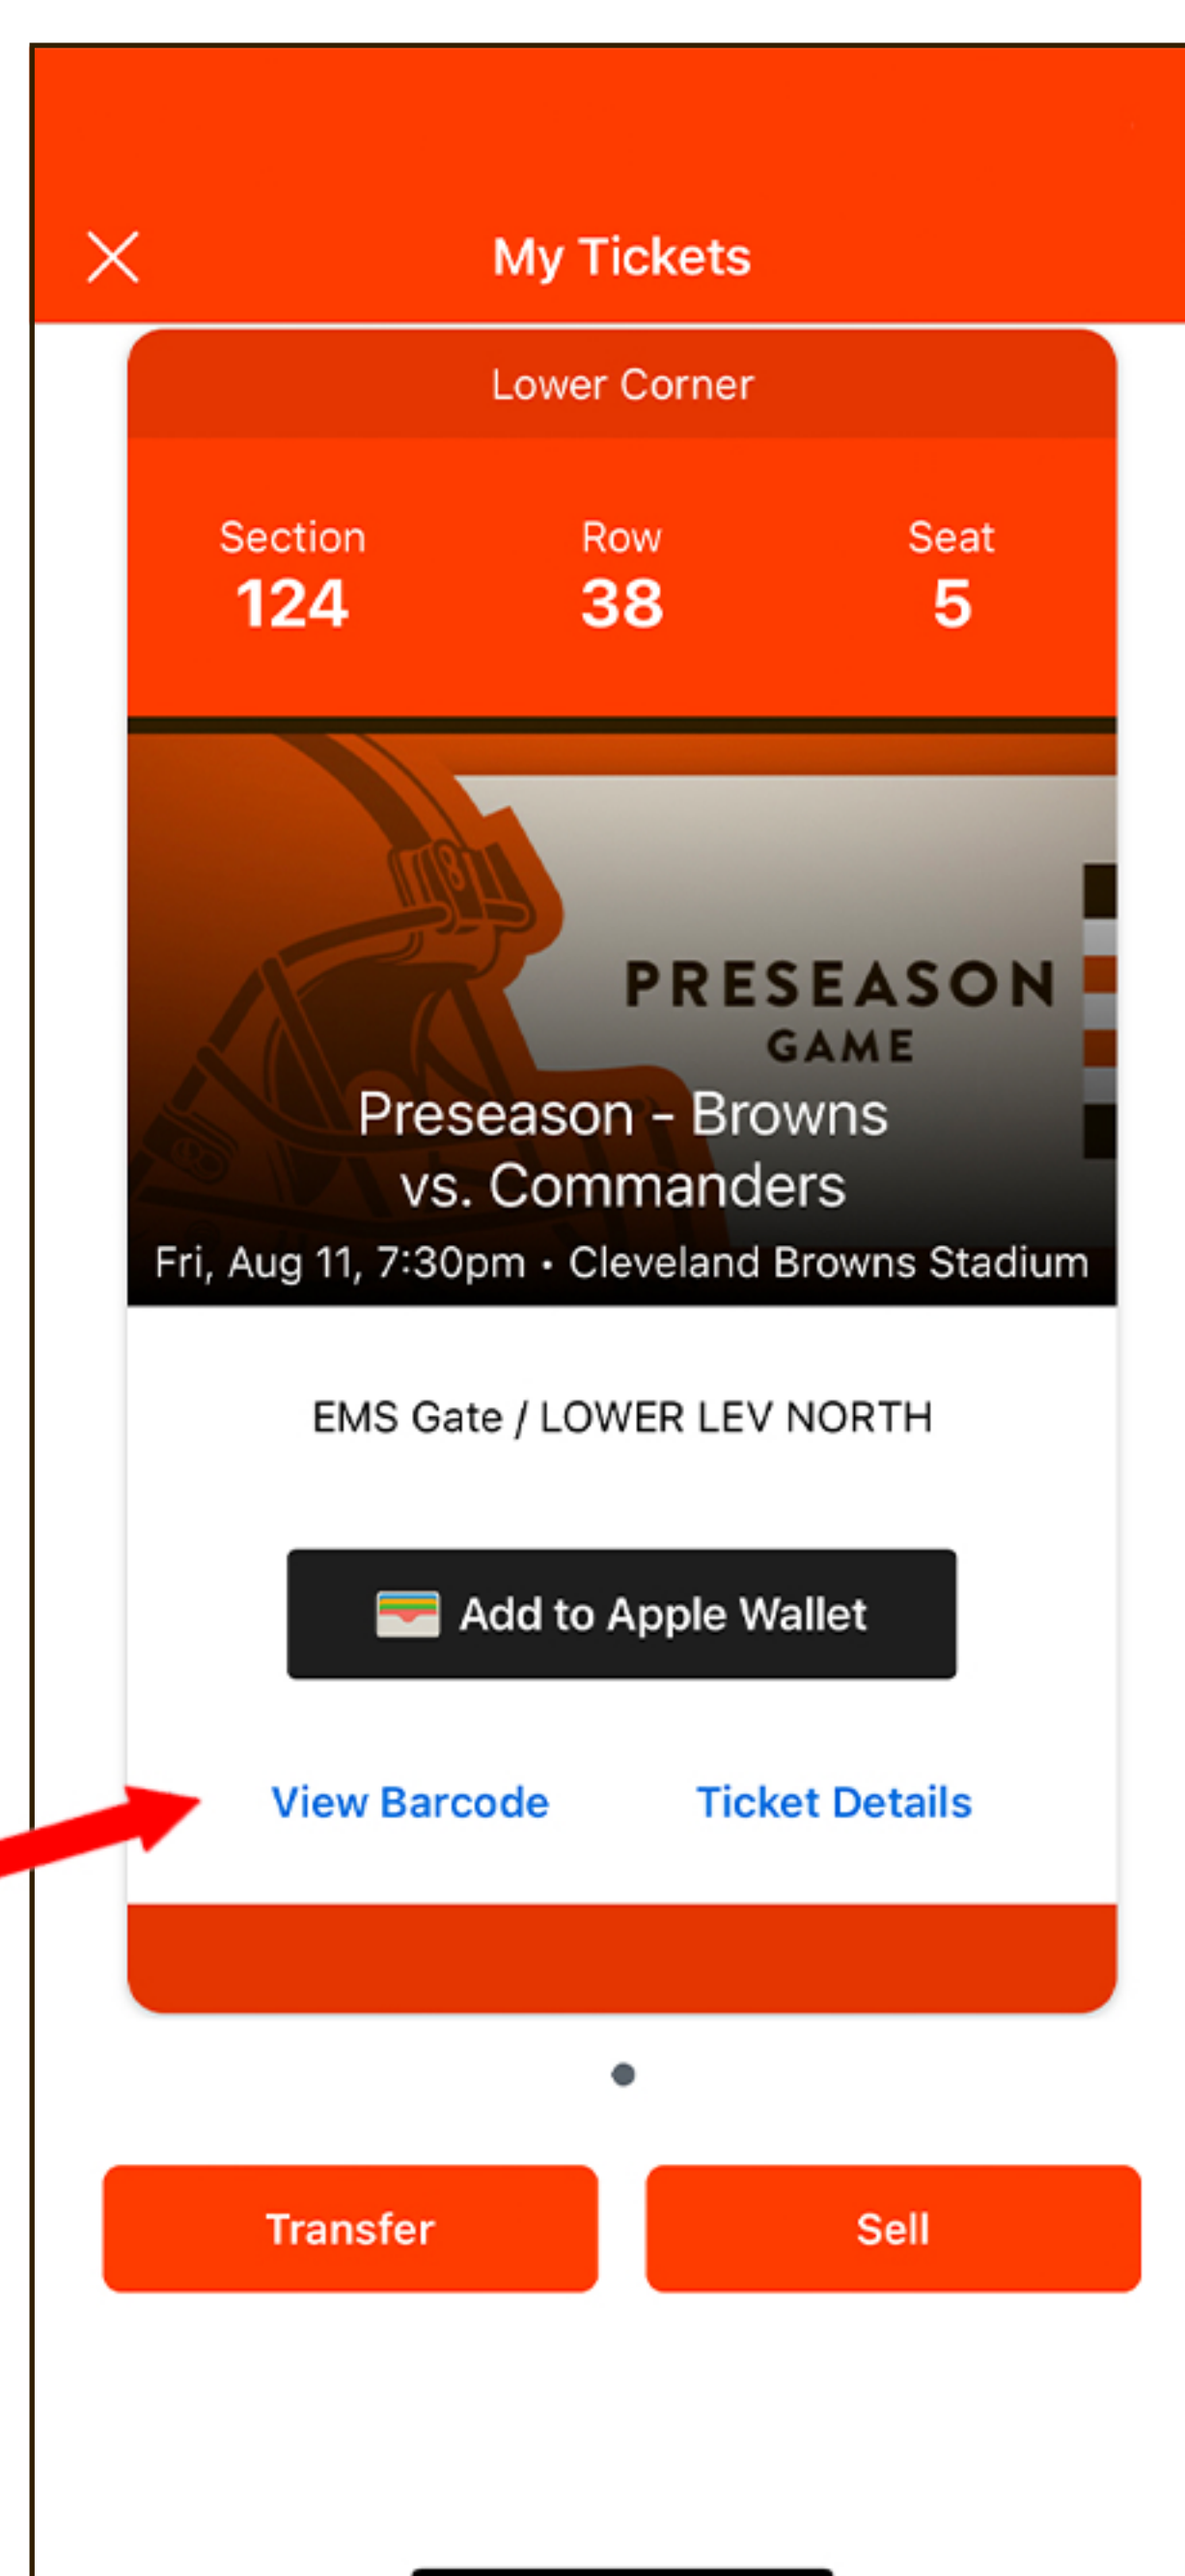 My Tickets
Lower Corner
Section Row Seat
124 38 5
PRESEASON
GAME
Preseason - Browns
vs. Commanders
Fri, Aug 11, 7:30pm • Cleveland Browns Stadium
EMS Gate / LOWER LEV NORTH
Add to Apple Wallet
View Barcode Ticket Details
Transfer Sell